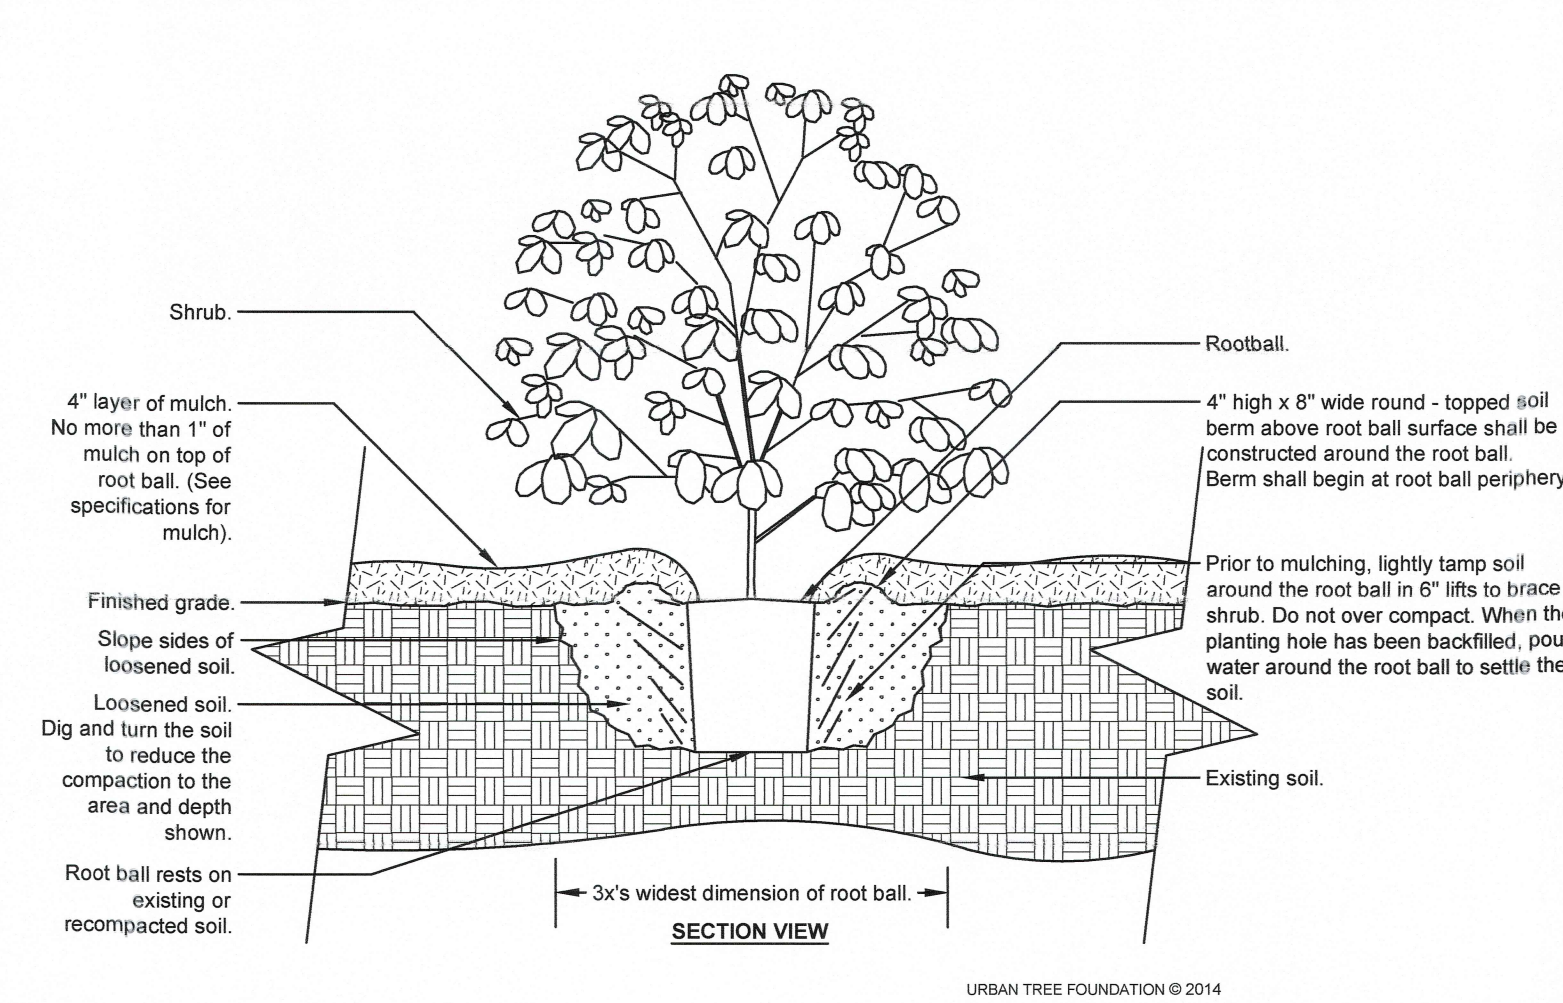 Shrub.
4" layer of mulch.
No more than 1" of
mulch on top of
root ball. (See
specifications for
mulch).
Finished grade.
Slope sides of
loosened soil.
Loosened soil.
Dig and turn the soil
to reduce the
compaction to the
area and depth
shown.
Root ball rests on
existing or
recompacted soil.
Rootball.
4" high x 8" wide round - topped soil
berm above root ball surface shall be
constructed around the root ball.
Berm shall begin at root ball periphery
Prior to mulching, lightly tamp soil
around the root ball in 6" lifts to brace
shrub. Do not over compact. When the
planting hole has been backfilled, pou
water around the root ball to settle the
soil.
Existing soil.
3x's widest dimension of root ball.
SECTION VIEW
URBAN TREE FOUNDATION © 2014